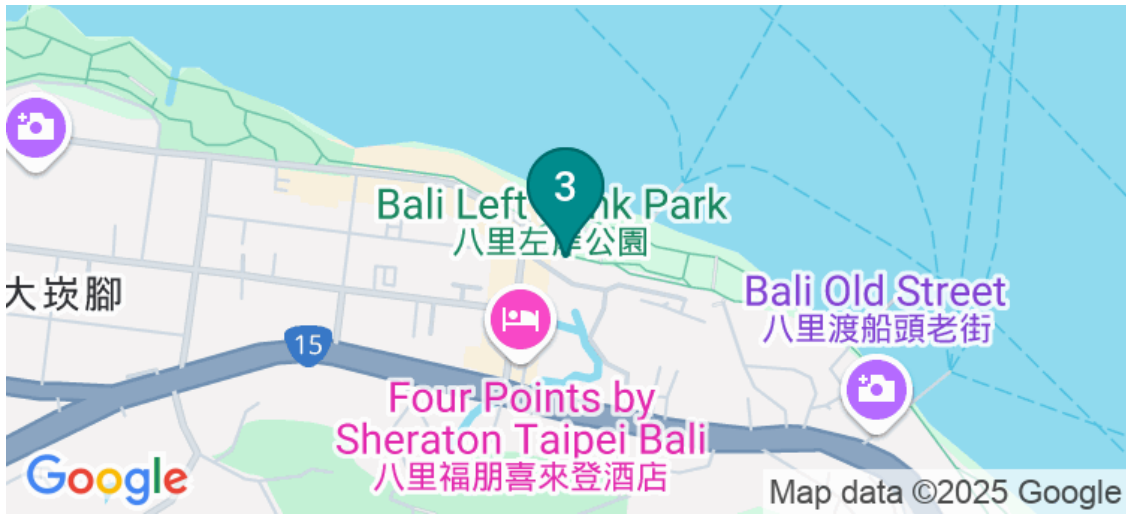 3
Bali Left nk Park
八里左岸公園
Bali Old Street
八里渡船頭老街
大崁腳
15
Four Points by
Sheraton Taipei Bali
八里福朋喜來登酒店
Google
Map data ©2025 Google